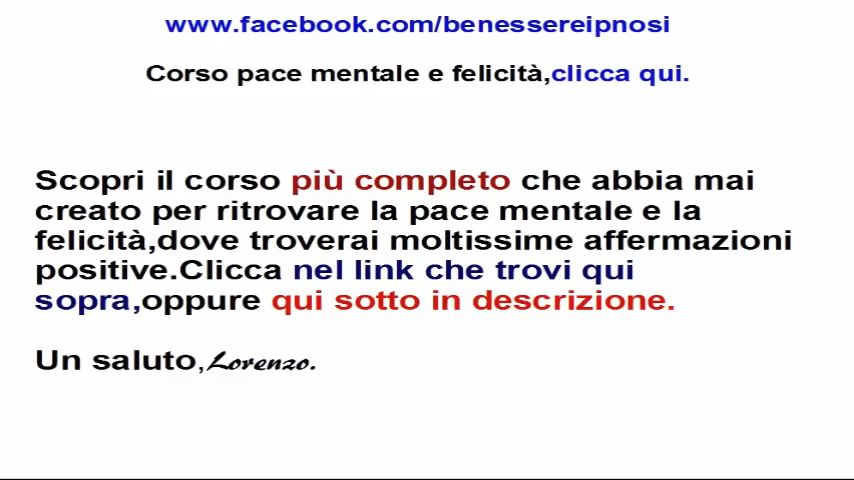 www.facebook.com/benessereipnosi
Corso pace mentale e felicità,clicca qui.
Scopri il corso più completo che abbia mai
creato per ritrovare la pace mentale e la
felicità,dove troverai moltissime affermazioni
positive.Clicca nel link che trovi qui
sopra,oppure qui sotto in descrizione.
Un saluto,Lorenzo.